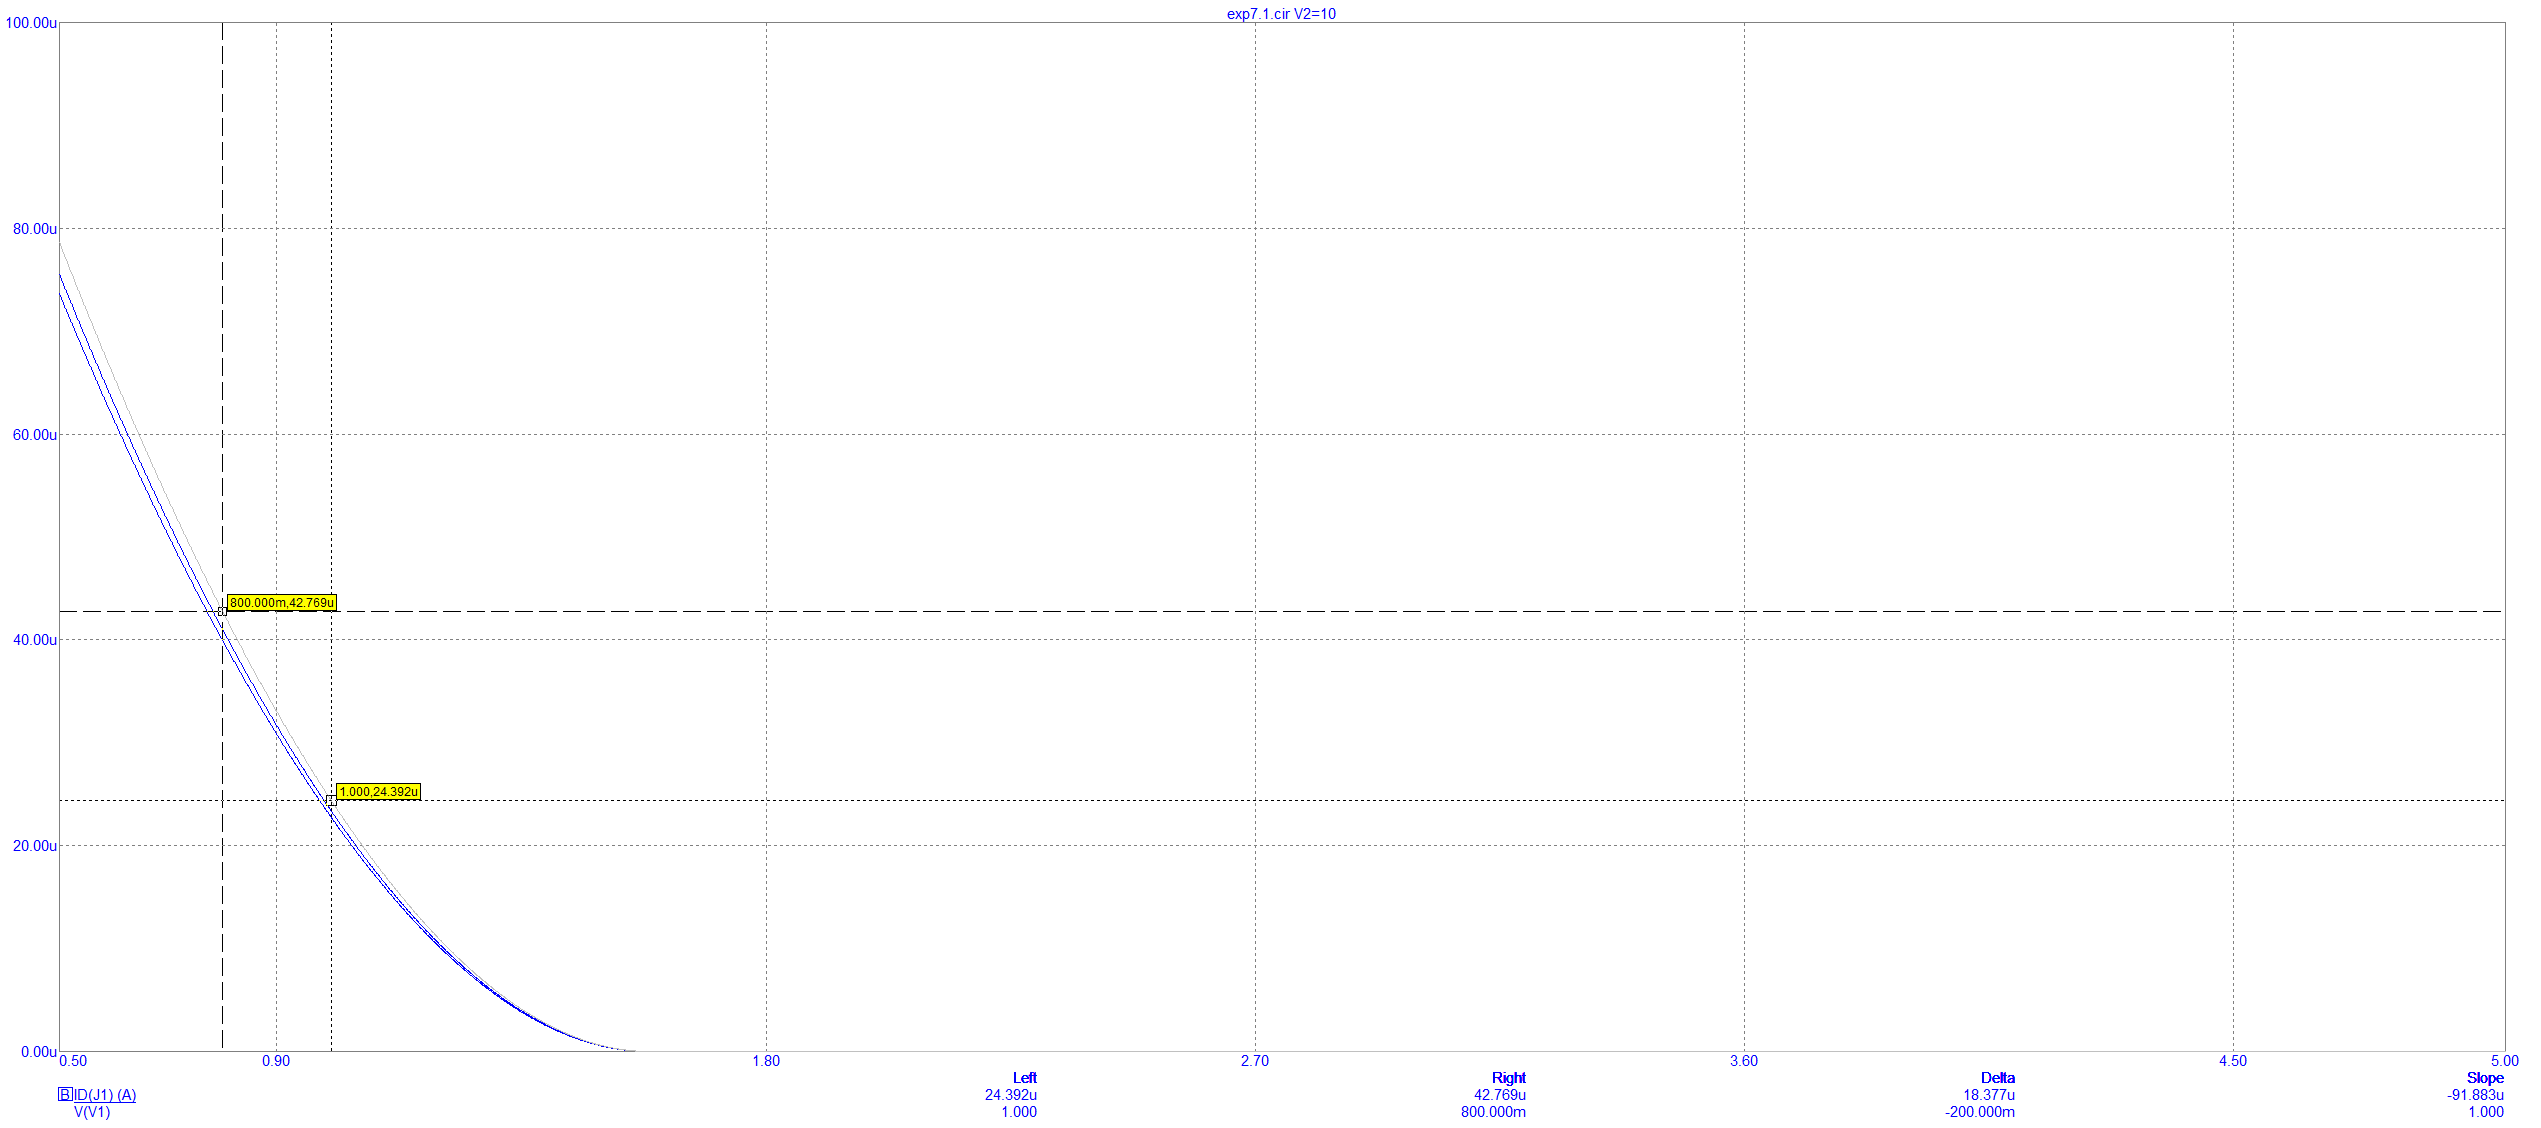 exp7.1.cir V2=10
100.00u
80.00u
60.00u
800.000m,42.769u
40.00u
1.000,24.392u
20.00u
0.00u
0.50 0.90 1.80 2.70 3.60 4.50 5.00
Left Right Delta Slope
B ID(J1) (A) 24.392u 42.769u 18.377u -91.883u
V(V1) 1.000 800.000m -200.000m 1.000